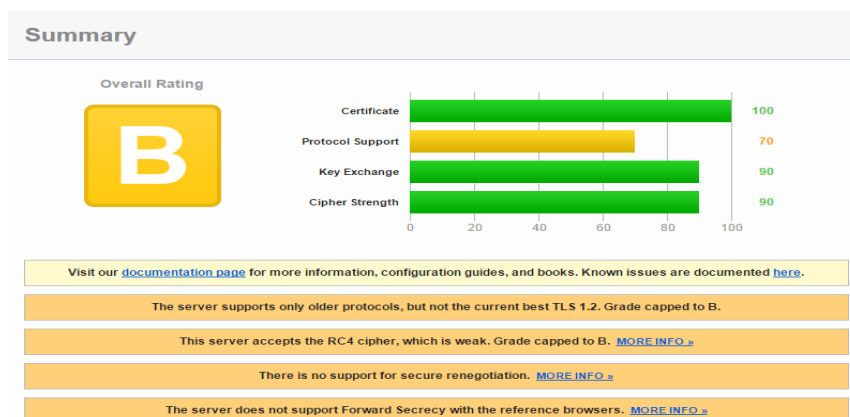 Summary
Overall Rating
B
Certificate 100
Protocol Support 70
Key Exchange 90
Cipher Strength 90
0 20 40 60 80 100
Visit our documentation page for more information, configuration guides, and books. Known issues are documented here.
The server supports only older protocols, but not the current best TLS 1.2. Grade capped to B.
This server accepts the RC4 cipher, which is weak. Grade capped to B. MORE INFO »
There is no support for secure renegotiation. MORE INFO »
The server does not support Forward Secrecy with the reference browsers. MORE INFO »